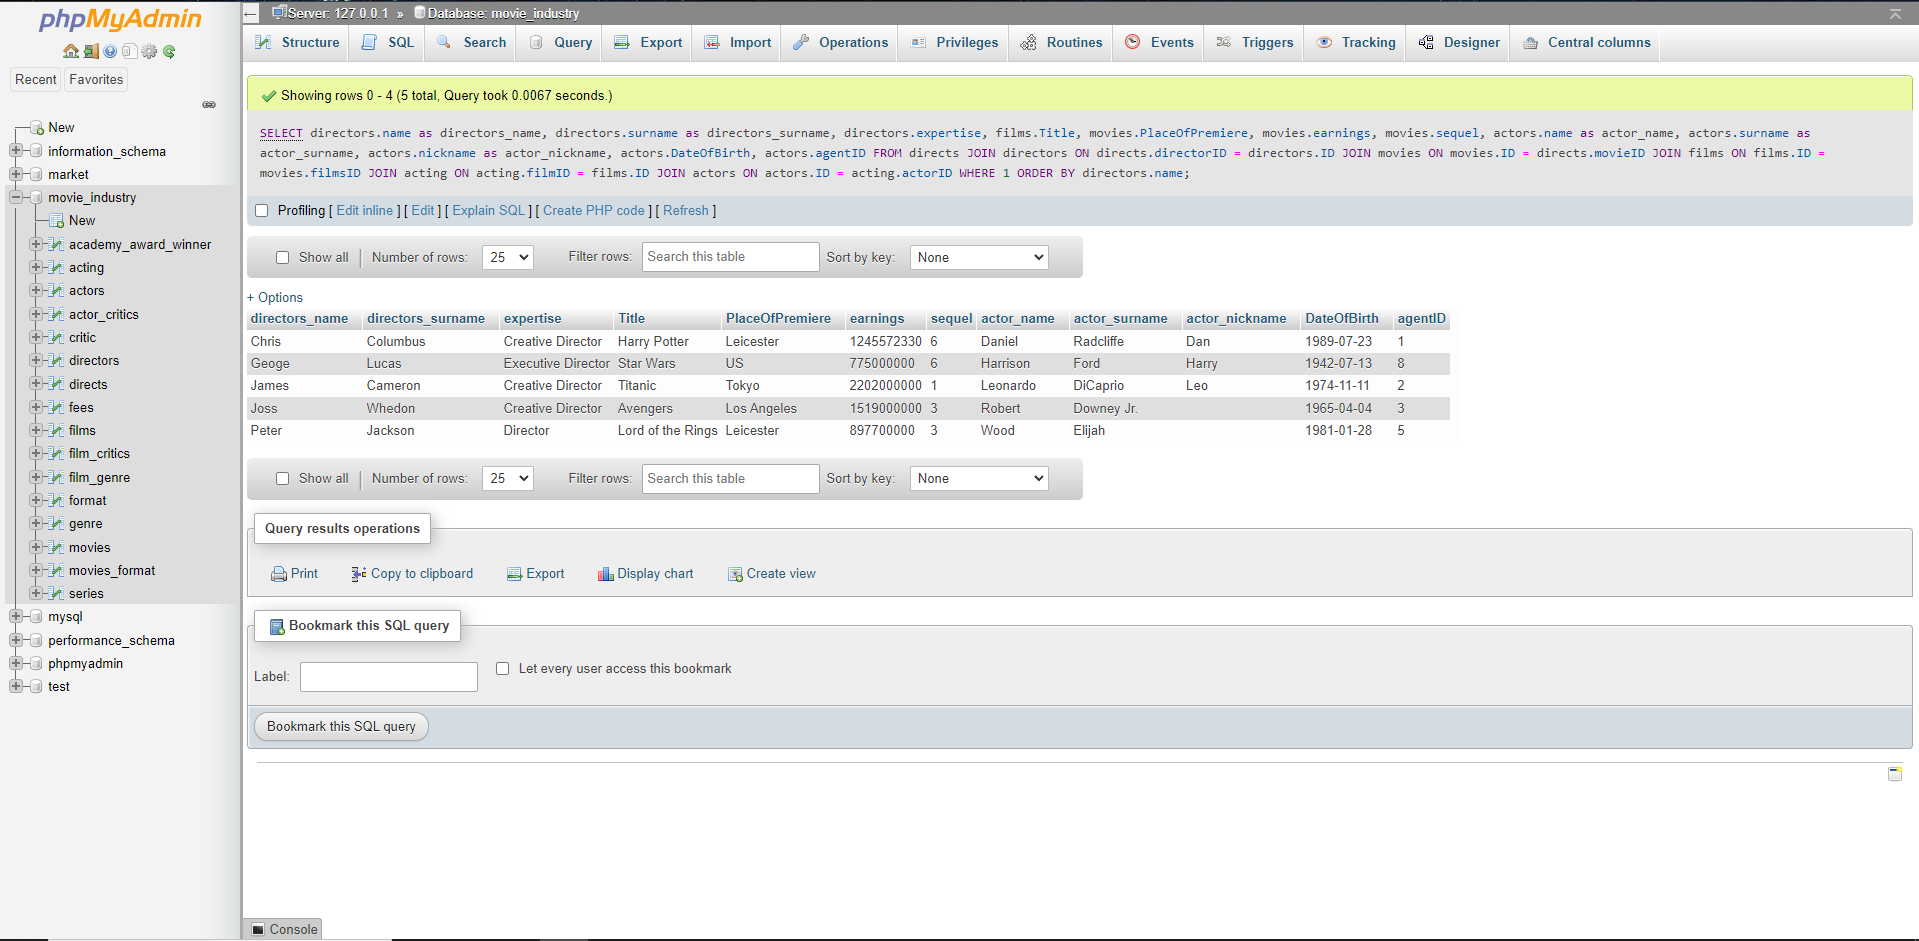 phpMyAdmin
Recent Favorites
New
information_schema
market
movie_industry
New
academy_award_winner
acting
actors
actor_critics
critic
directors
directs
fees
films
film_critics
film_genre
format
genre
movies
movies_format
series
mysql
performance_schema
phpmyadmin
test
Server: 127.0.0.1 » Database: movie_industry
Structure SQL Search Query Export Import Operations Privileges Routines Events Triggers Tracking Designer Central columns
Showing rows 0 - 4 (5 total, Query took 0.0067 seconds.)
SELECT directors.name as directors_name, directors.surname as directors_surname, directors.expertise, films.Title, movies.PlaceOfPremiere, movies.earnings, movies.sequel, actors.name as actor_name, actors.surname as
actor_surname, actors.nickname as actor_nickname, actors.DateOfBirth, actors.agentID FROM directs JOIN directors ON directs.directorID = directors.ID JOIN movies ON movies.ID = directs.movieID JOIN films ON films.ID =
movies.filmsID JOIN acting ON acting.filmID = films.ID JOIN actors ON actors.ID = acting.actorID WHERE 1 ORDER BY directors.name;
Profiling [ Edit inline ] [ Edit ] [ Explain SQL ] [ Create PHP code ] [ Refresh ]
Show all | Number of rows: 25 Filter rows: Search this table Sort by key: None
+ Options
directors_name directors_surname expertise Title PlaceOfPremiere earnings sequel actor_name actor_surname actor_nickname DateOfBirth agentID
Chris Columbus Creative Director Harry Potter Leicester 1245572330 6 Daniel Radcliffe Dan 1989-07-23 1
Geoge Lucas Executive Director Star Wars US 775000000 6 Harrison Ford Harry 1942-07-13 8
James Cameron Creative Director Titanic Tokyo 2202000000 1 Leonardo DiCaprio Leo 1974-11-11 2
Joss Whedon Creative Director Avengers Los Angeles 1519000000 3 Robert Downey Jr. 1965-04-04 3
Peter Jackson Director Lord of the Rings Leicester 897700000 3 Wood Elijah 1981-01-28 5
Show all | Number of rows: 25 Filter rows: Search this table Sort by key: None
Query results operations
Print Copy to clipboard Export Display chart Create view
Bookmark this SQL query
Label: Let every user access this bookmark
Bookmark this SQL query
Console